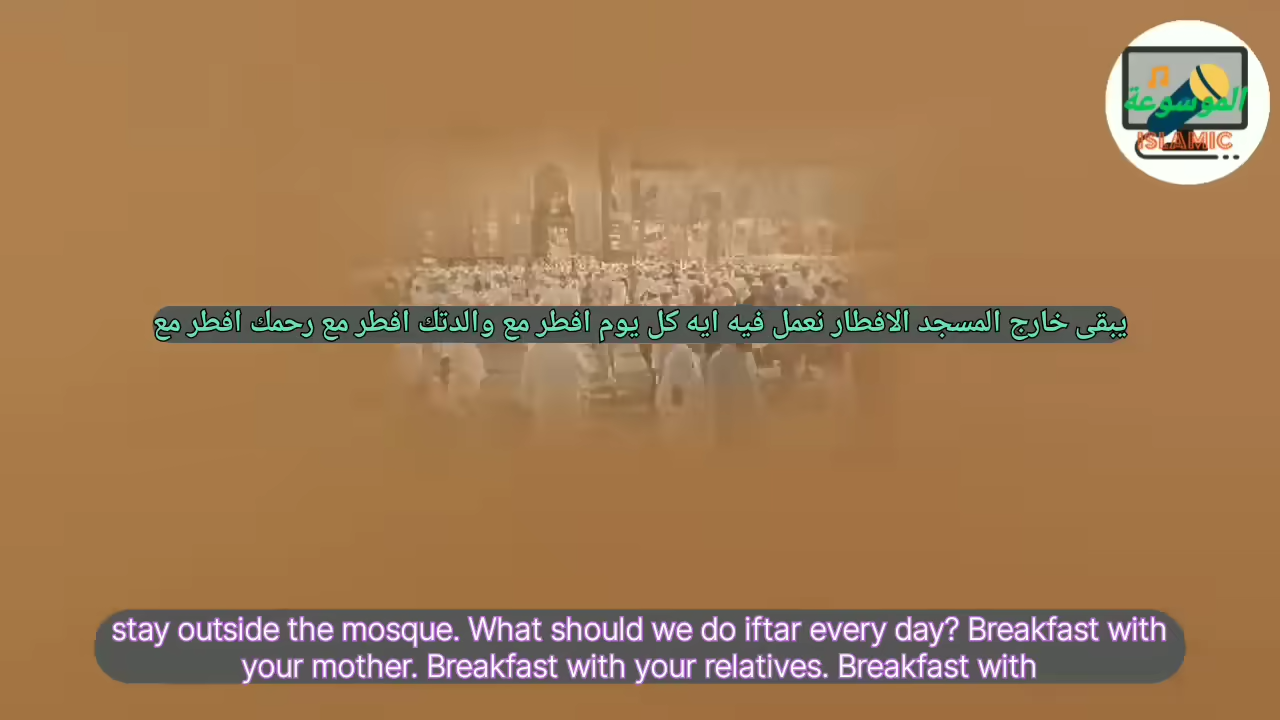 الموسوعة
ISLAMIC
يبقى خارج المسجد الافطار نعمل فيه ايه كل يوم افطر مع والدتك افطر مع رحمك افطر مع
stay outside the mosque. What should we do iftar every day? Breakfast with
your mother. Breakfast with your relatives. Breakfast with